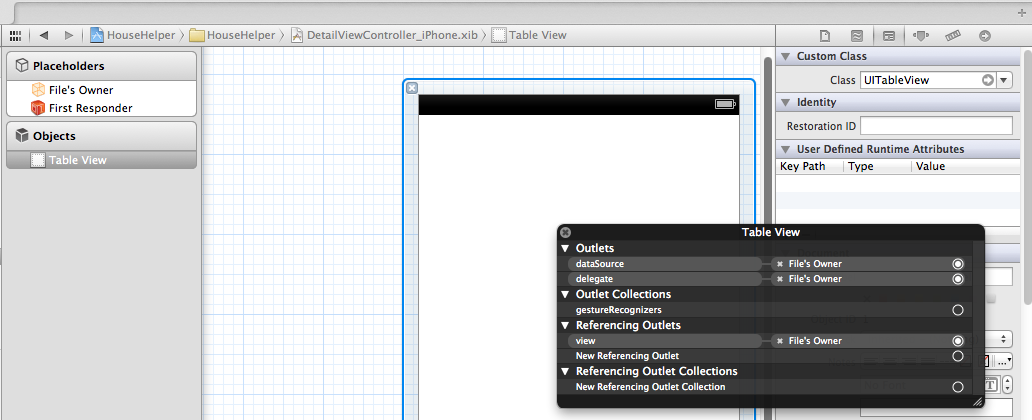 HouseHelper HouseHelper DetailViewController_iPhone.xib Table View
Placeholders
File's Owner
First Responder
Objects
Table View
Custom Class
Class UITableView
Identity
Restoration ID
User Defined Runtime Attributes
Key Path Type Value
Table View
Outlets
dataSource File's Owner
delegate File's Owner
Outlet Collections
gestureRecognizers
Referencing Outlets
view File's Owner
New Referencing Outlet
Referencing Outlet Collections
New Referencing Outlet Collection
...
T